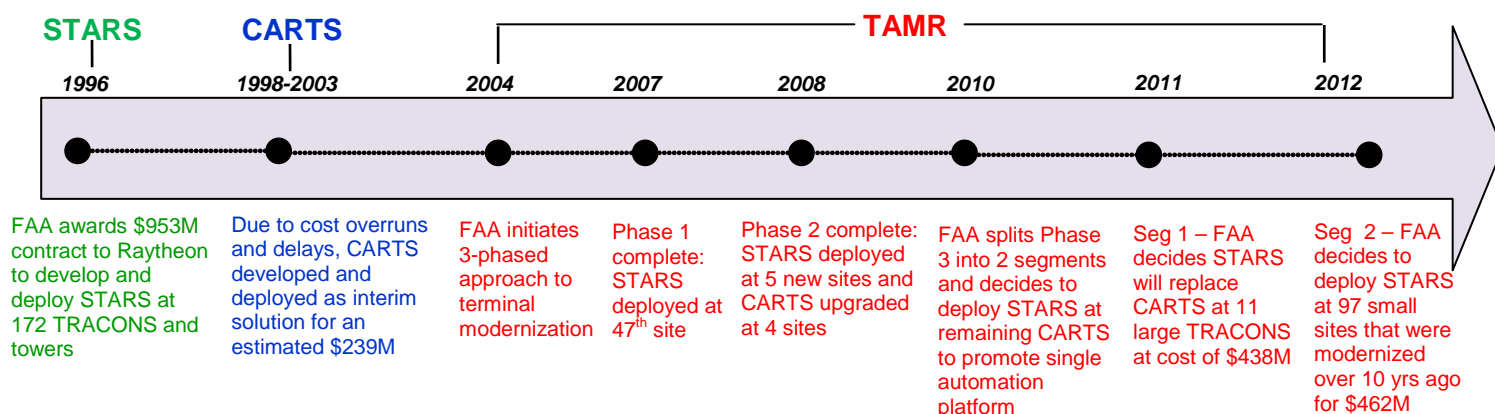 STARS
CARTS
TAMR
1996
1998-2003
2004
2007
2008
2010
2011
2012
FAA awards $953M
contract to Raytheon
to develop and
deploy STARS at
172 TRACONS and
towers
Due to cost overruns
and delays, CARTS
developed and
deployed as interim
solution for an
estimated $239M
FAA initiates
3-phased
approach to
terminal
modernization
Phase 1
complete:
STARS
deployed at
47th site
Phase 2 complete:
STARS deployed
at 5 new sites and
CARTS upgraded
at 4 sites
FAA splits Phase
3 into 2 segments
and decides to
deploy STARS at
remaining CARTS
to promote single
automation
platform
Seg 1 – FAA
decides STARS
will replace
CARTS at 11
large TRACONS
at cost of $438M
Seg 2 – FAA
decides to
deploy STARS
at 97 small
sites that were
modernized
over 10 yrs ago
for $462M